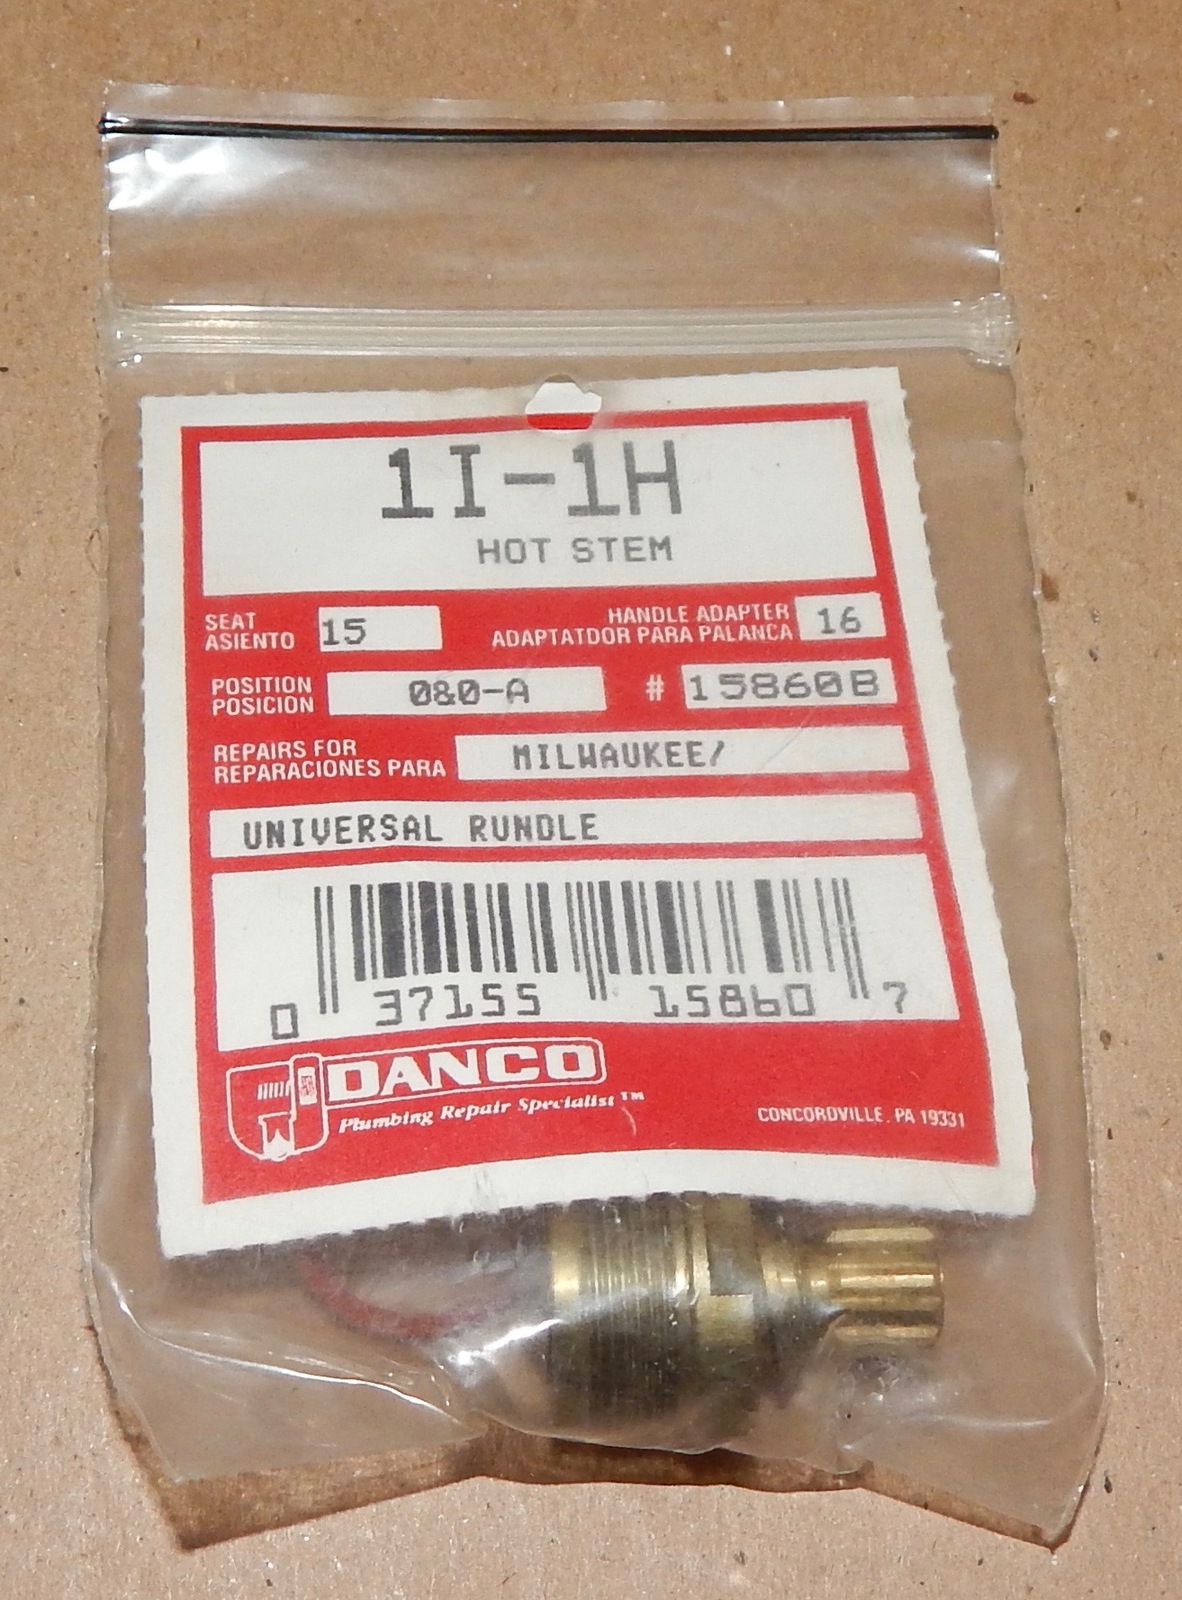 1I-1H
HOT STEM
SEAT
ASIENTO
15
HANDLE ADAPTER
ADAPTATDOR PARA PALANCA
16
POSITION
POSICION
0&0-A
# 15860B
REPAIRS FOR
REPARACIONES PARA
MILWAUKEE/
UNIVERSAL RUNDLE
0 37155 15860 7
DANCO
Plumbing Repair Specialist™
CONCORDVILLE, PA 19331